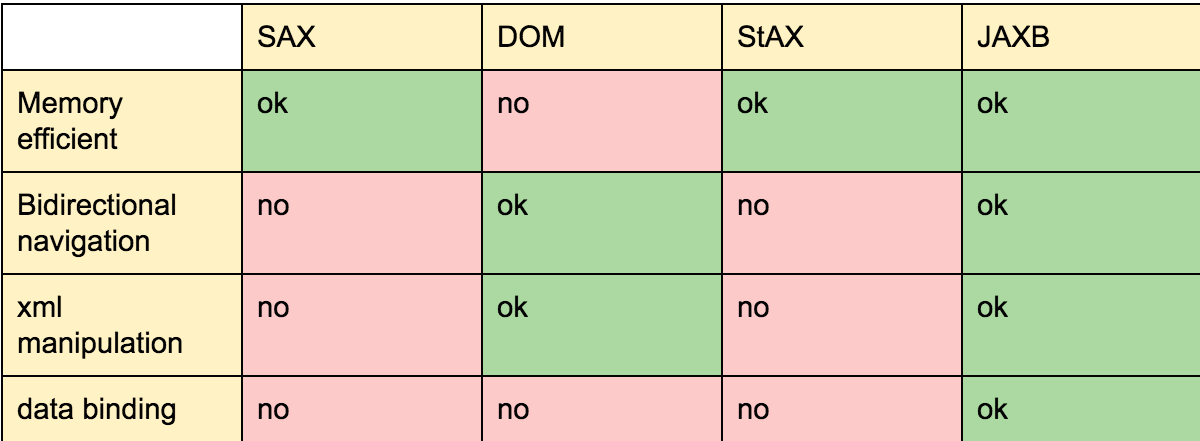 SAX DOM StAX JAXB
Memory ok no ok ok
efficient
Bidirectional no ok no ok
navigation
xml no ok no ok
manipulation
data binding no no no ok